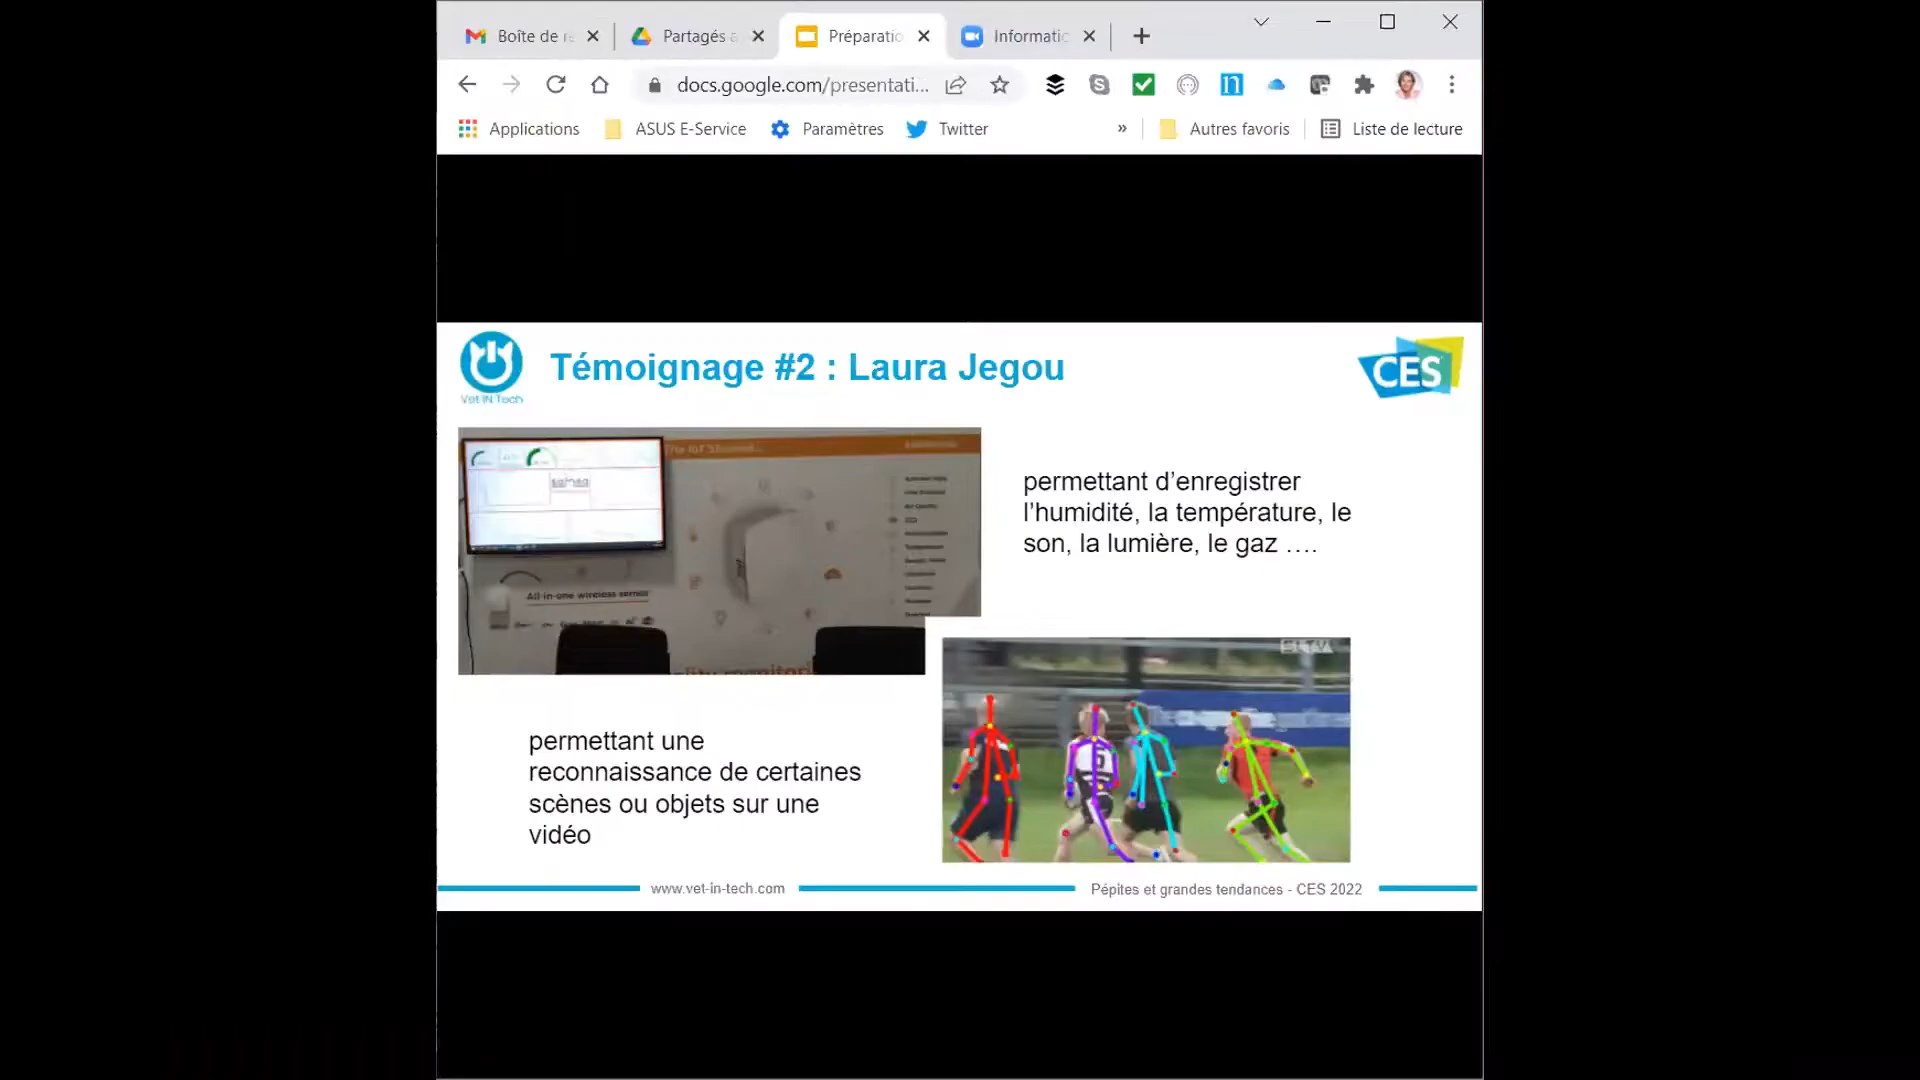 Boîte de
Partagés
Préparatio
Informatic
docs.google.com/presentati...
Applications
ASUS E-Service
Paramètres
Twitter
»
Autres favoris
Liste de lecture
Vet IN Tech
Témoignage #2 : Laura Jegou
CES
All-in-one wireless sensor
permettant d’enregistrer
l’humidité, la température, le
son, la lumière, le gaz ….
permettant une
reconnaissance de certaines
scènes ou objets sur une
vidéo
www.vet-in-tech.com
Pépites et grandes tendances - CES 2022